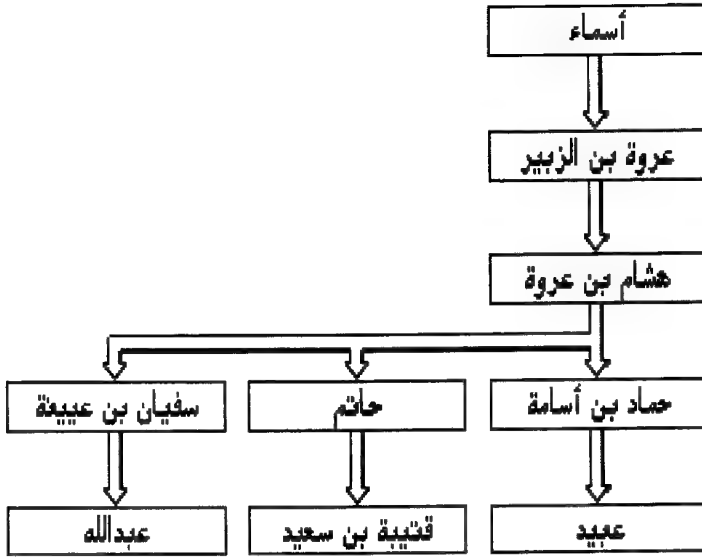 أسماء
عروة بن الزبير
هشام بن عروة
حماد بن أسامة
حاتم
سفيان بن عيينة
عبيد
قتيبة بن سعيد
عبدالله